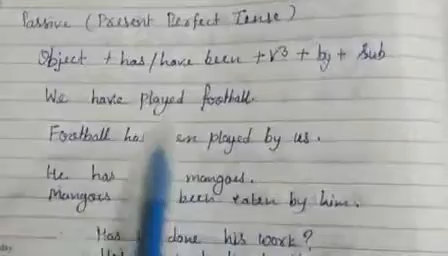 Passive (Present Perfect Tense)
Object + has/have been + V3 + by + Sub
We have played football.
Football ha en played by us.
He has mangoes.
Mangoes been taken by him.
Has done his work?